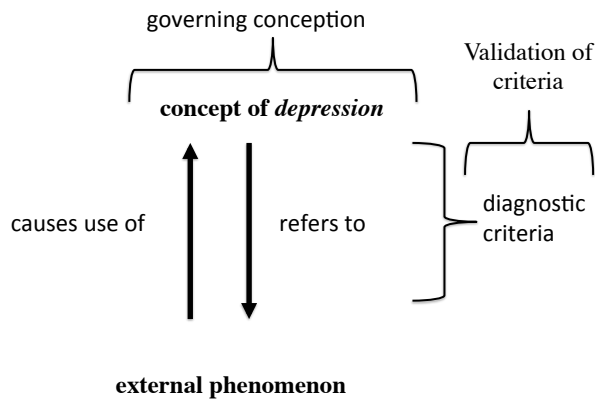 governing conception
Validation of
criteria
concept of depression
causes use of
refers to
diagnostic
criteria
external phenomenon